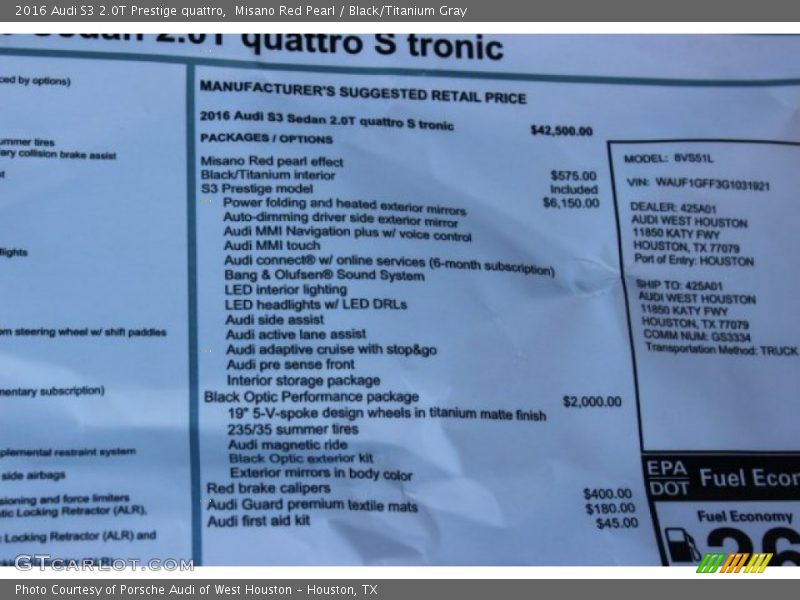 2016 Audi S3 2.0T Prestige quattro,  Misano Red Pearl / Black/Titanium Gray
Sedan 2.0T quattro S tronic
ced by options)
ummer tires
ary collision brake assist
lights
om steering wheel w/ shift paddles
mentary subscription)
plemental restraint system
side airbags
sioning and force limiters
tic Locking Retractor (ALR),
Locking Retractor (ALR) and
MANUFACTURER'S SUGGESTED RETAIL PRICE
2016 Audi S3 Sedan 2.0T quattro S tronic $42,500.00
PACKAGES / OPTIONS
Misano Red pearl effect $575.00
Black/Titanium interior Included
S3 Prestige model $6,150.00
Power folding and heated exterior mirrors
Auto-dimming driver side exterior mirror
Audi MMI Navigation plus w/ voice control
Audi MMI touch
Audi connect® w/ online services (6-month subscription)
Bang & Olufsen® Sound System
LED interior lighting
LED headlights w/ LED DRLs
Audi side assist
Audi active lane assist
Audi adaptive cruise with stop&go
Audi pre sense front
Interior storage package
Black Optic Performance package $2,000.00
19" 5-V-spoke design wheels in titanium matte finish
235/35 summer tires
Audi magnetic ride
Black Optic exterior kit
Exterior mirrors in body color
Red brake calipers $400.00
Audi Guard premium textile mats $180.00
Audi first aid kit $45.00
MODEL: 8VS51L
VIN: WAUF1GFF3G1031921
DEALER: 425A01
AUDI WEST HOUSTON
11850 KATY FWY
HOUSTON, TX 77079
Port of Entry: HOUSTON
SHIP TO: 425A01
AUDI WEST HOUSTON
11850 KATY FWY
HOUSTON, TX 77079
COMM NUM: GS3334
Transportation Method: TRUCK
EPA
DOT Fuel Econ
Fuel Economy
26
GTCARLOT.COM
Photo Courtesy of Porsche Audi of West Houston – Houston, TX